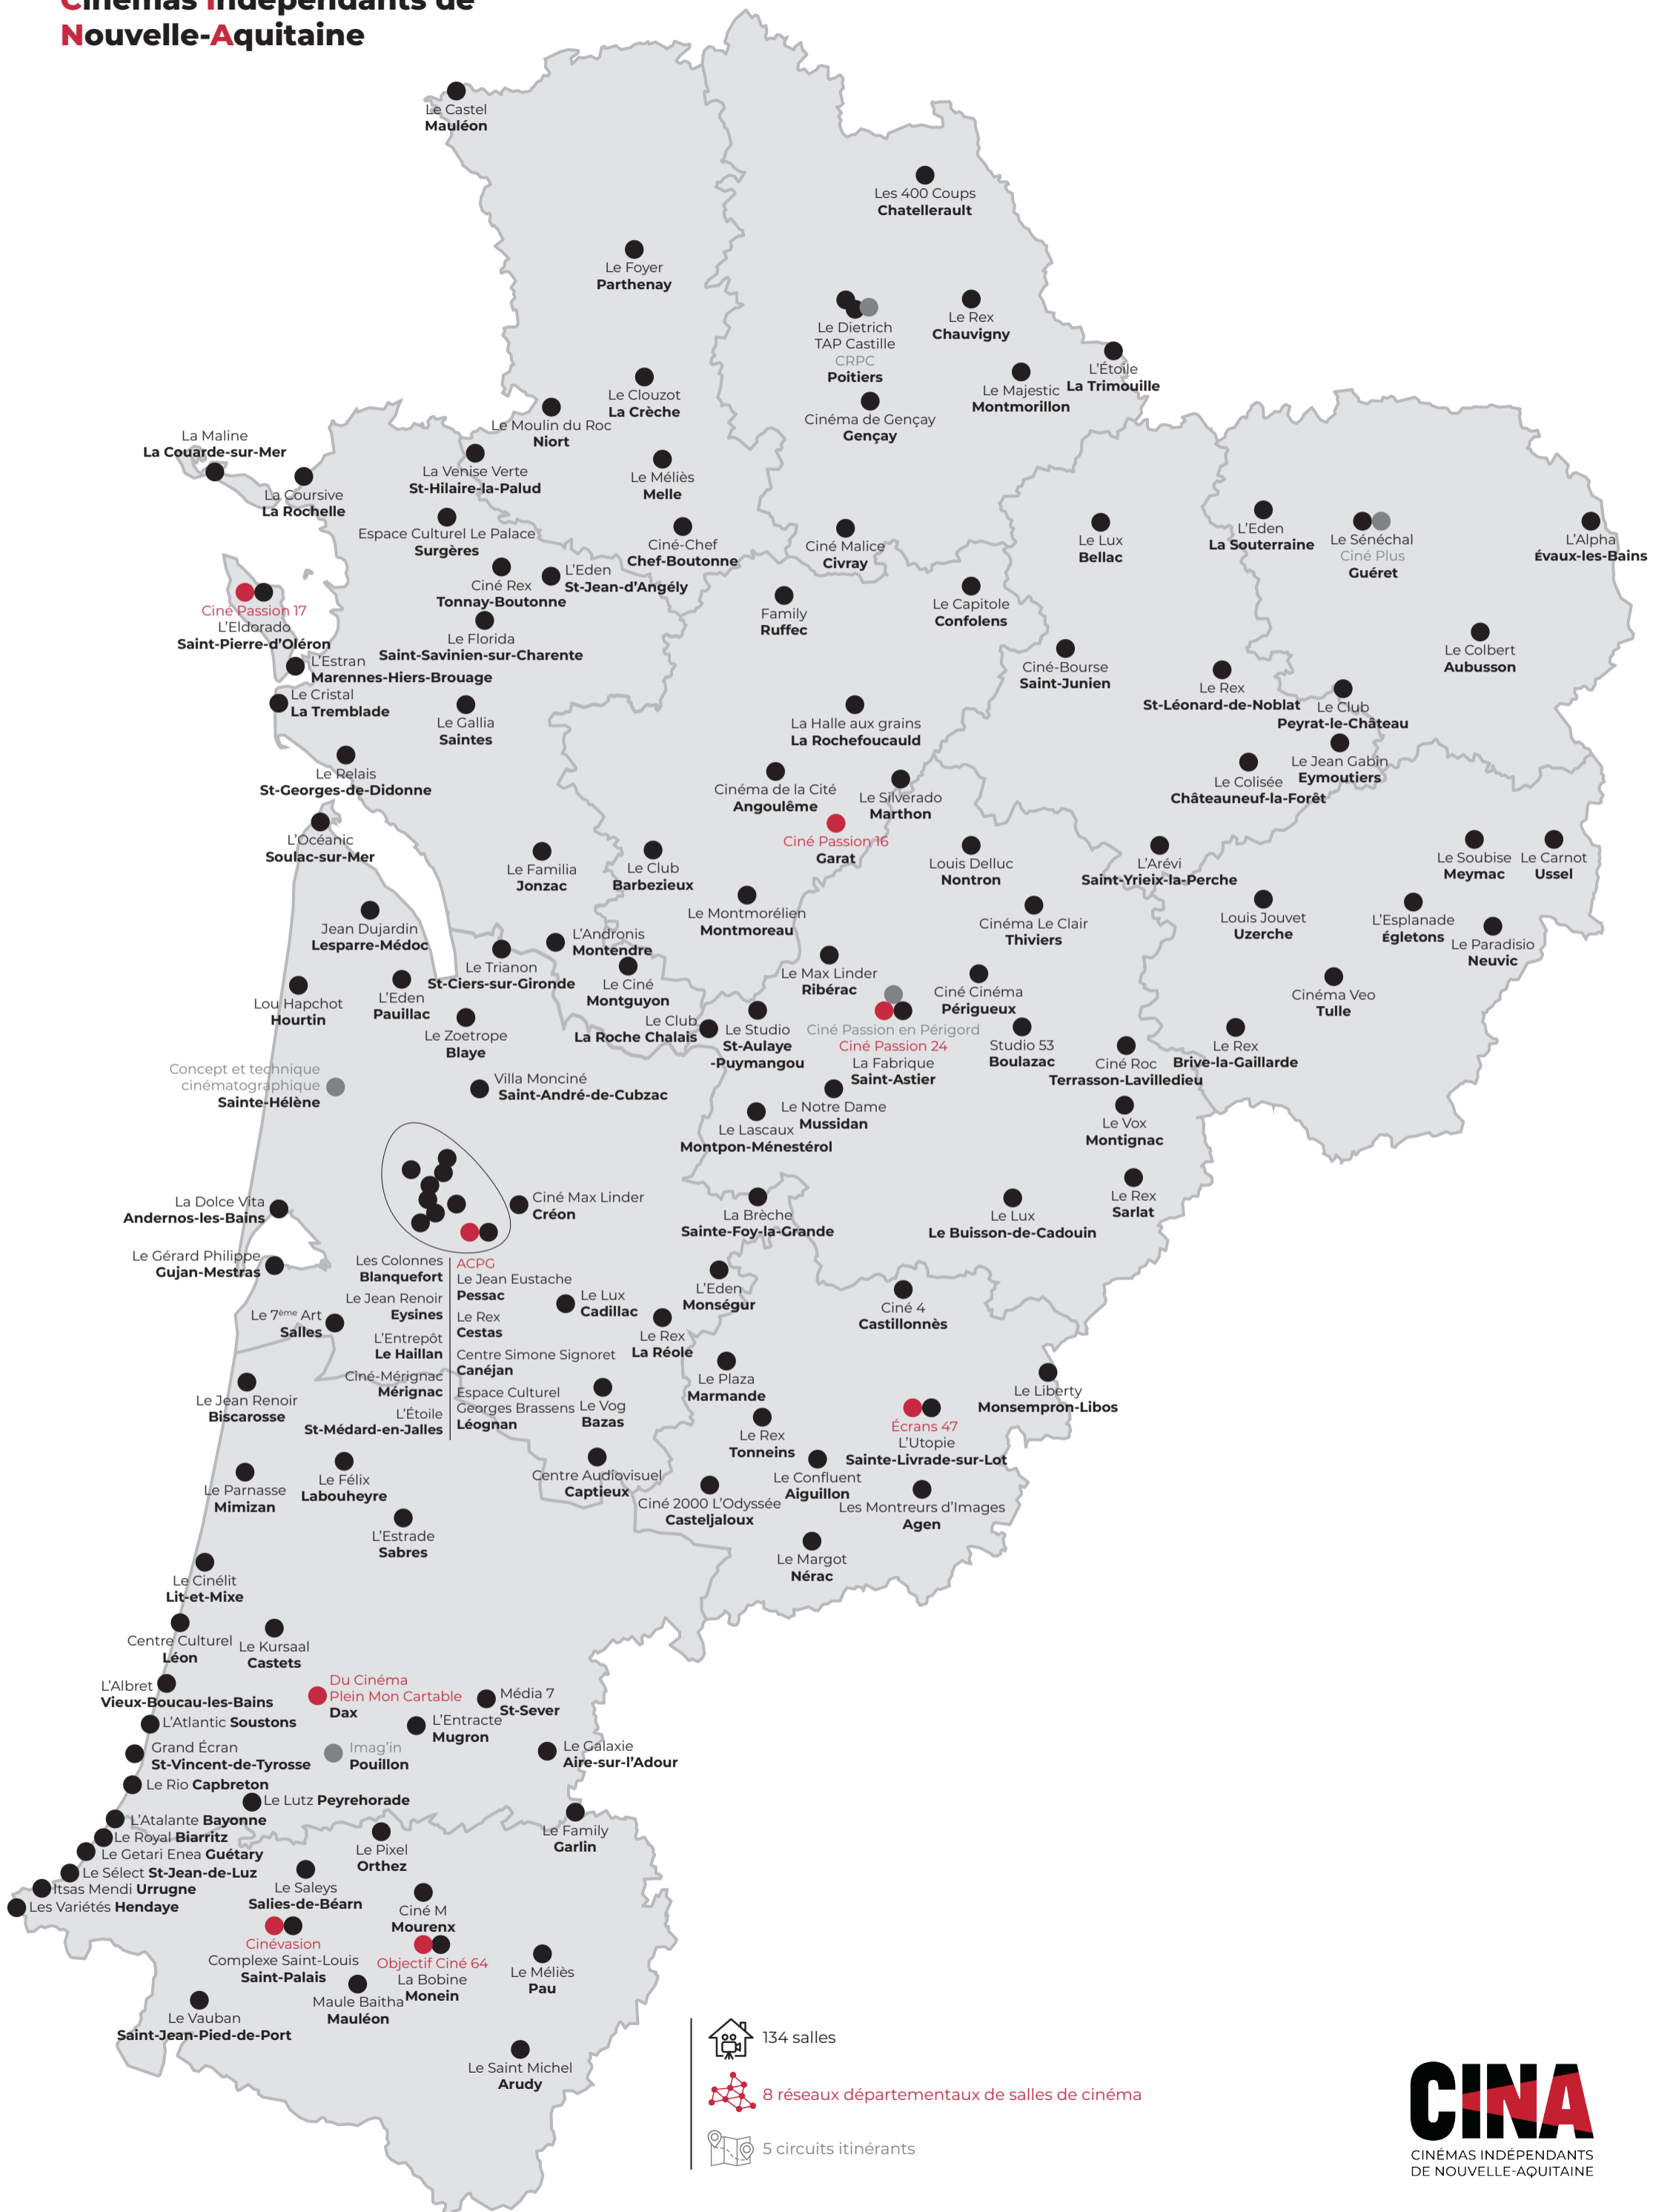 Cinémas Indépendants de
Nouvelle-Aquitaine
Le Castel
Mauléon
Les 400 Coups
Chatellerault
Le Foyer
Parthenay
Le Dietrich
TAP Castille
CRPC
Poitiers
Le Rex
Chauvigny
L'Étoile
La Trimouille
Le Majestic
Montmorillon
Le Clouzot
La Crèche
Cinéma de Gençay
Gençay
Le Moulin du Roc
Niort
La Maline
La Couarde-sur-Mer
La Venise Verte
St-Hilaire-la-Palud
Le Méliès
Melle
La Coursive
La Rochelle
Espace Culturel Le Palace
Surgères
Ciné-Chef
Chef-Boutonne
Ciné Malice
Civray
Le Lux
Bellac
L'Eden
La Souterraine
Le Sénéchal
Ciné Plus
Guéret
L'Alpha
Évaux-les-Bains
Ciné Rex
Tonnay-Boutonne
L'Eden
St-Jean-d'Angély
Ciné Passion 17
L'Eldorado
Saint-Pierre-d'Oléron
Family
Ruffec
Le Capitole
Confolens
Le Florida
Saint-Savinien-sur-Charente
Le Colbert
Aubusson
L'Estran
Marennes-Hiers-Brouage
Ciné-Bourse
Saint-Junien
Le Rex
St-Léonard-de-Noblat
Le Club
Peyrat-le-Château
Le Cristal
La Tremblade
Le Gallia
Saintes
La Halle aux grains
La Rochefoucauld
Le Relais
St-Georges-de-Didonne
Cinéma de la Cité
Angoulême
Le Silverado
Marthon
Le Jean Gabin
Eymoutiers
Le Colisée
Châteauneuf-la-Forêt
L'Océanic
Soulac-sur-Mer
Ciné Passion 16
Garat
Le Familia
Jonzac
Le Club
Barbezieux
Louis Delluc
Nontron
L'Arévi
Saint-Yrieix-la-Perche
Le Soubise
Meymac
Le Carnot
Ussel
Le Montmorélien
Montmoreau
Jean Dujardin
Lesparre-Médoc
Cinéma Le Clair
Thiviers
Louis Jouvet
Uzerche
L'Esplanade
Égletons
Le Paradisio
Neuvic
L'Andronis
Montendre
Le Trianon
St-Ciers-sur-Gironde
Le Ciné
Montguyon
Le Max Linder
Ribérac
Ciné Cinéma
Périgueux
Cinéma Veo
Tulle
Lou Hapchot
Hourtin
L'Eden
Pauillac
Le Zoetrope
Blaye
Le Club
La Roche Chalais
Le Studio
St-Aulaye
-Puymangou
Ciné Passion en Périgord
Ciné Passion 24
La Fabrique
Saint-Astier
Studio 53
Boulazac
Ciné Roc
Terrasson-Lavilledieu
Le Rex
Brive-la-Gaillarde
Concept et technique
cinématographique
Sainte-Hélène
Villa Monciné
Saint-André-de-Cubzac
Le Notre Dame
Mussidan
Le Lascaux
Montpon-Ménestérol
Le Vox
Montignac
La Dolce Vita
Andernos-les-Bains
Ciné Max Linder
Créon
La Brèche
Sainte-Foy-la-Grande
Le Lux
Le Buisson-de-Cadouin
Le Rex
Sarlat
Le Gérard Philippe
Gujan-Mestras
Les Colonnes
Blanquefort
Le Jean Renoir
Eysines
L'Entrepôt
Le Haillan
Ciné-Mérignac
Mérignac
L'Étoile
St-Médard-en-Jalles
ACPG
Le Jean Eustache
Pessac
Le Rex
Cestas
Centre Simone Signoret
Canéjan
Espace Culturel
Georges Brassens
Léognan
Le 7ème Art
Salles
Le Lux
Cadillac
L'Eden
Monségur
Le Rex
La Réole
Ciné 4
Castillonnès
Le Jean Renoir
Biscarosse
Le Vog
Bazas
Le Plaza
Marmande
Le Liberty
Monsempron-Libos
Le Rex
Tonneins
Écrans 47
L'Utopie
Sainte-Livrade-sur-Lot
Le Parnasse
Mimizan
Le Félix
Labouheyre
Centre Audiovisuel
Captieux
Le Confluent
Aiguillon
Ciné 2000 L'Odyssée
Casteljaloux
Les Montreurs d'Images
Agen
L'Estrade
Sabres
Le Margot
Nérac
Le Cinélit
Lit-et-Mixe
Centre Culturel
Léon
Le Kursaal
Castets
L'Albret
Vieux-Boucau-les-Bains
Du Cinéma
Plein Mon Cartable
Dax
Média 7
St-Sever
L'Atlantic Soustons
L'Entracte
Mugron
Grand Écran
St-Vincent-de-Tyrosse
Imag'in
Pouillon
Le Galaxie
Aire-sur-l'Adour
Le Rio Capbreton
Le Lutz Peyrehorade
L'Atalante Bayonne
Le Royal Biarritz
Le Getari Enea Guétary
Le Sélect St-Jean-de-Luz
Itsas Mendi Urrugne
Les Variétés Hendaye
Le Family
Garlin
Le Pixel
Orthez
Le Saleys
Salies-de-Béarn
Ciné M
Mourenx
Cinévasion
Complexe Saint-Louis
Saint-Palais
Objectif Ciné 64
La Bobine
Monein
Le Méliès
Pau
Maule Baitha
Mauléon
Le Vauban
Saint-Jean-Pied-de-Port
Le Saint Michel
Arudy
134 salles
8 réseaux départementaux de salles de cinéma
5 circuits itinérants
CINA
CINÉMAS INDÉPENDANTS
DE NOUVELLE-AQUITAINE